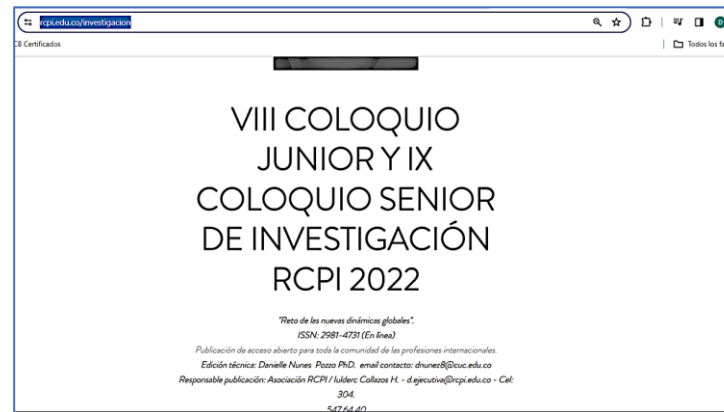 rcpi.edu.co/investigacion
CB Certificados
Todos los fa
VIII COLOQUIO
JUNIOR Y IX
COLOQUIO SENIOR
DE INVESTIGACIÓN
RCPI 2022
"Reto de las nuevas dinámicas globales".
ISSN: 2981-4731 (En línea)
Publicación de acceso abierto para toda la comunidad de las profesiones internacionales.
Edición técnica: Danielle Nunes Pozzo PhD. email contacto: dnunez8@cuc.edu.co
Responsable publicación: Asociación RCPI / Iulderc Collazos H. - d.ejecutiva@rcpi.edu.co - Cel:
304.
547.64.40